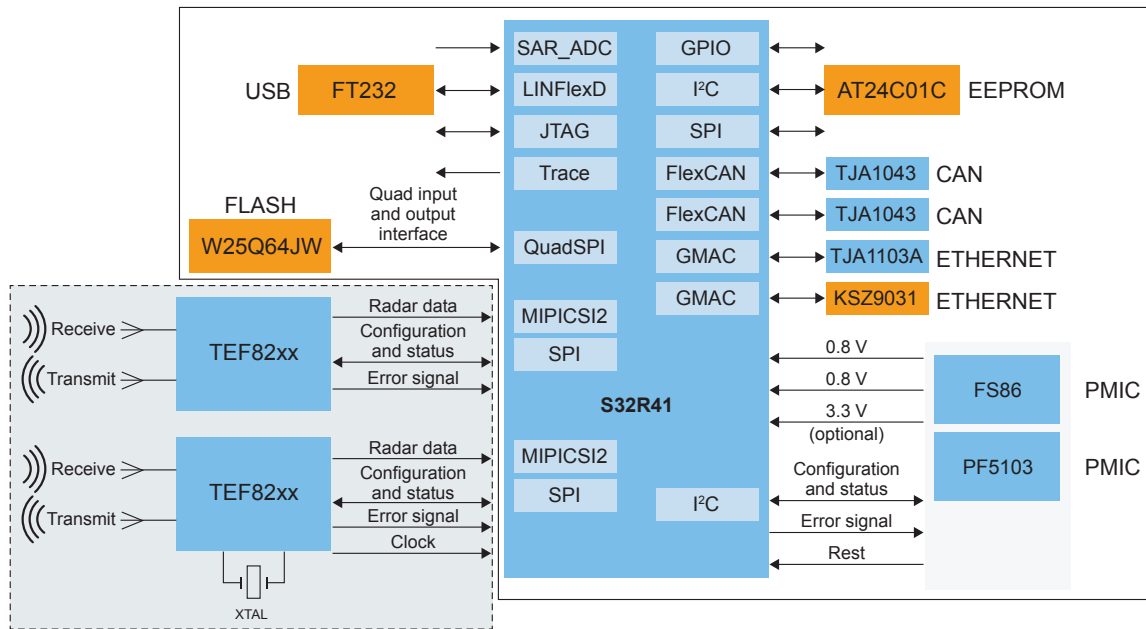 SAR_ADC
GPIO
USB
FT232
LINFlexD
I²C
AT24C01C
EEPROM
JTAG
SPI
Trace
FlexCAN
TJA1043
CAN
FLASH
Quad input
and output
interface
FlexCAN
TJA1043
CAN
W25Q64JW
QuadSPI
GMAC
TJA1103A
ETHERNET
GMAC
KSZ9031
ETHERNET
Receive
Transmit
TEF82xx
Radar data
Configuration
and status
Error signal
MIPICSI2
SPI
S32R41
0.8 V
0.8 V
3.3 V
(optional)
FS86
PMIC
PF5103
PMIC
Receive
Transmit
TEF82xx
Radar data
Configuration
and status
Error signal
Clock
MIPICSI2
SPI
I²C
Configuration
and status
Error signal
Rest
XTAL